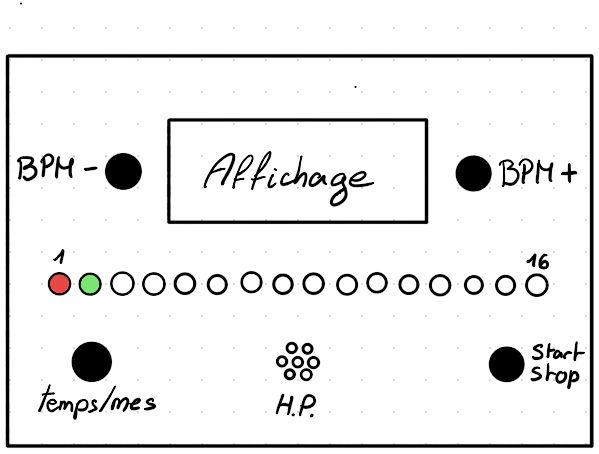 BPM -
Affichage
BPM +
1
16
temps/mes
H.P.
Start
stop